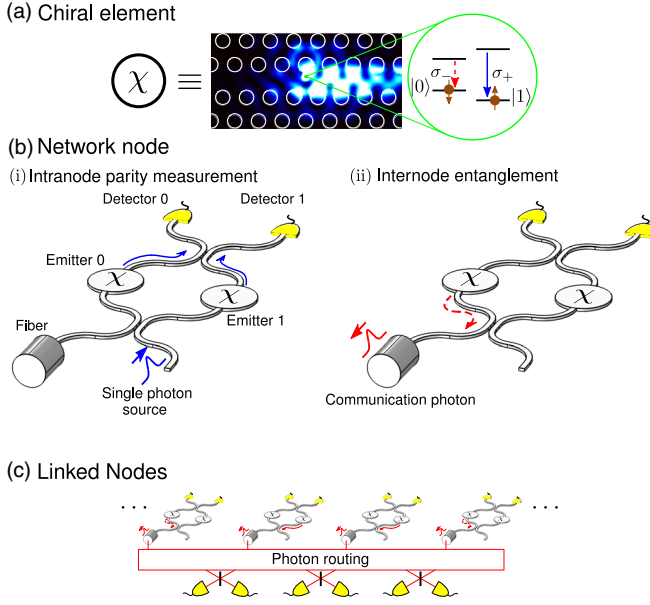 (a) Chiral element
χ ≡
σ₋ σ₊
|0⟩ |1⟩
(b) Network node
(i) Intranode parity measurement
(ii) Internode entanglement
Detector 0
Detector 1
Emitter 0
χ
χ
Emitter 1
Fiber
Single photon
source
χ
χ
Communication photon
(c) Linked Nodes
. . .
. . .
χ χ χ χ χ χ χ χ
Photon routing